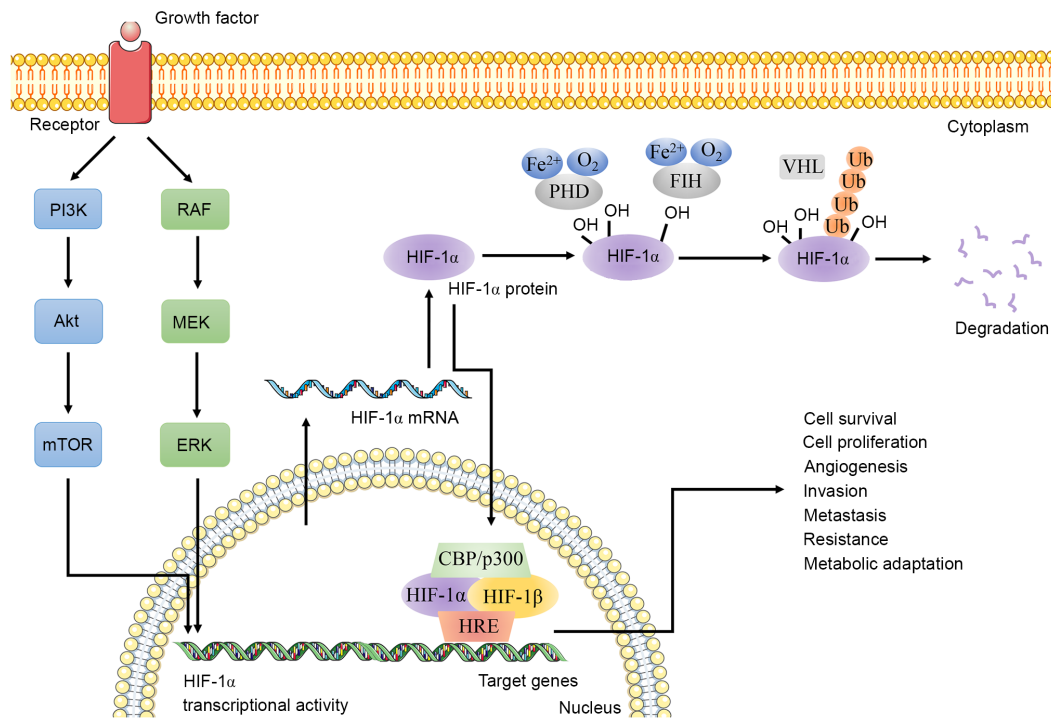 Growth factor
Receptor
Cytoplasm
PI3K
RAF
Akt
MEK
mTOR
ERK
HIF-1α
HIF-1α protein
Fe²⁺
O₂
PHD
Fe²⁺
O₂
FIH
OH
OH
OH
HIF-1α
VHL
Ub
Ub
Ub
Ub
OH
OH
OH
HIF-1α
Degradation
HIF-1α mRNA
Cell survival
Cell proliferation
Angiogenesis
Invasion
Metastasis
Resistance
Metabolic adaptation
CBP/p300
HIF-1α
HIF-1β
HRE
HIF-1α
transcriptional activity
Target genes
Nucleus